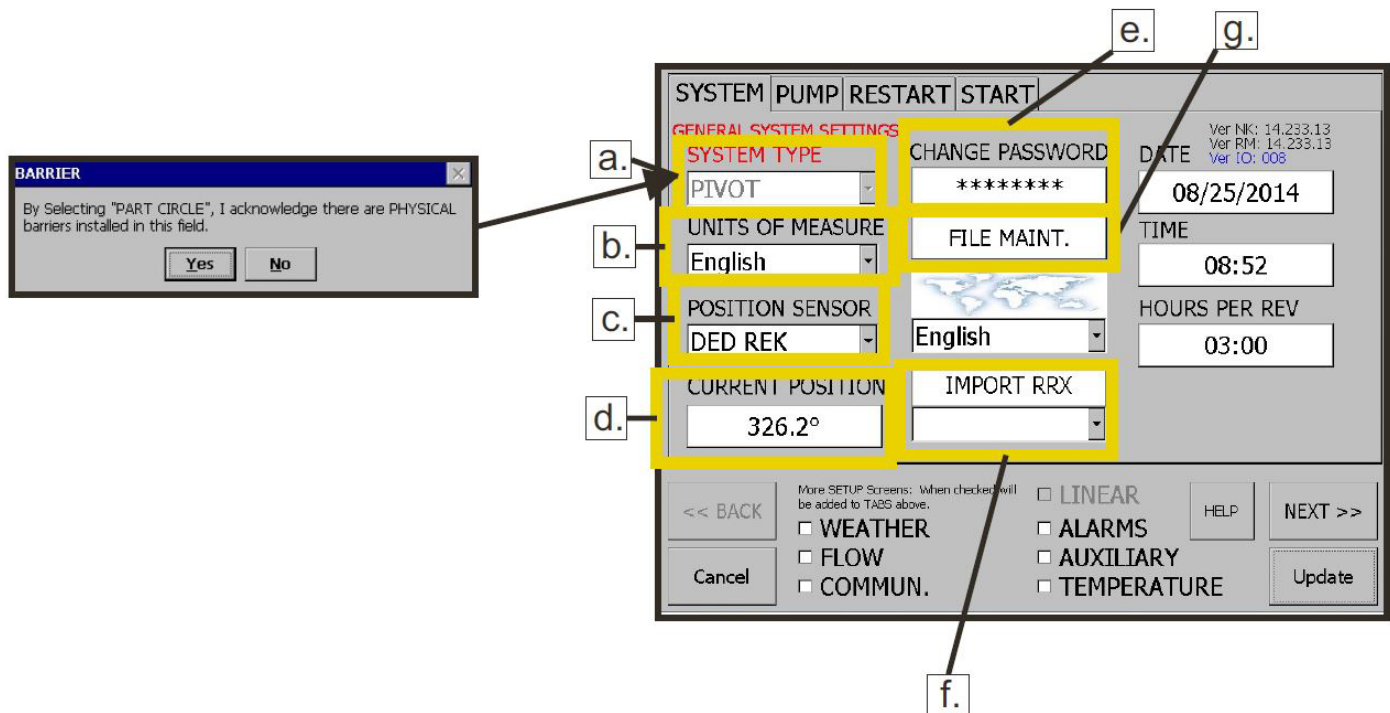 e.
g.
SYSTEM PUMP RESTART START
GENERAL SYSTEM SETTINGS
a.
SYSTEM TYPE
PIVOT
b.
UNITS OF MEASURE
English
c.
POSITION SENSOR
DED REK
d.
CURRENT POSITION
326.2°
CHANGE PASSWORD
********
FILE MAINT.
English
IMPORT RRX
Ver NK: 14.233.13
Ver RM: 14.233.13
Ver IO: 008
DATE
08/25/2014
TIME
08:52
HOURS PER REV
03:00
BARRIER
By Selecting "PART CIRCLE", I acknowledge there are PHYSICAL
barriers installed in this field.
Yes No
<< BACK
Cancel
More SETUP Screens: When checked will
be added to TABS above.
WEATHER
FLOW
COMMUN.
LINEAR
ALARMS
AUXILIARY
TEMPERATURE
HELP
NEXT >>
Update
f.